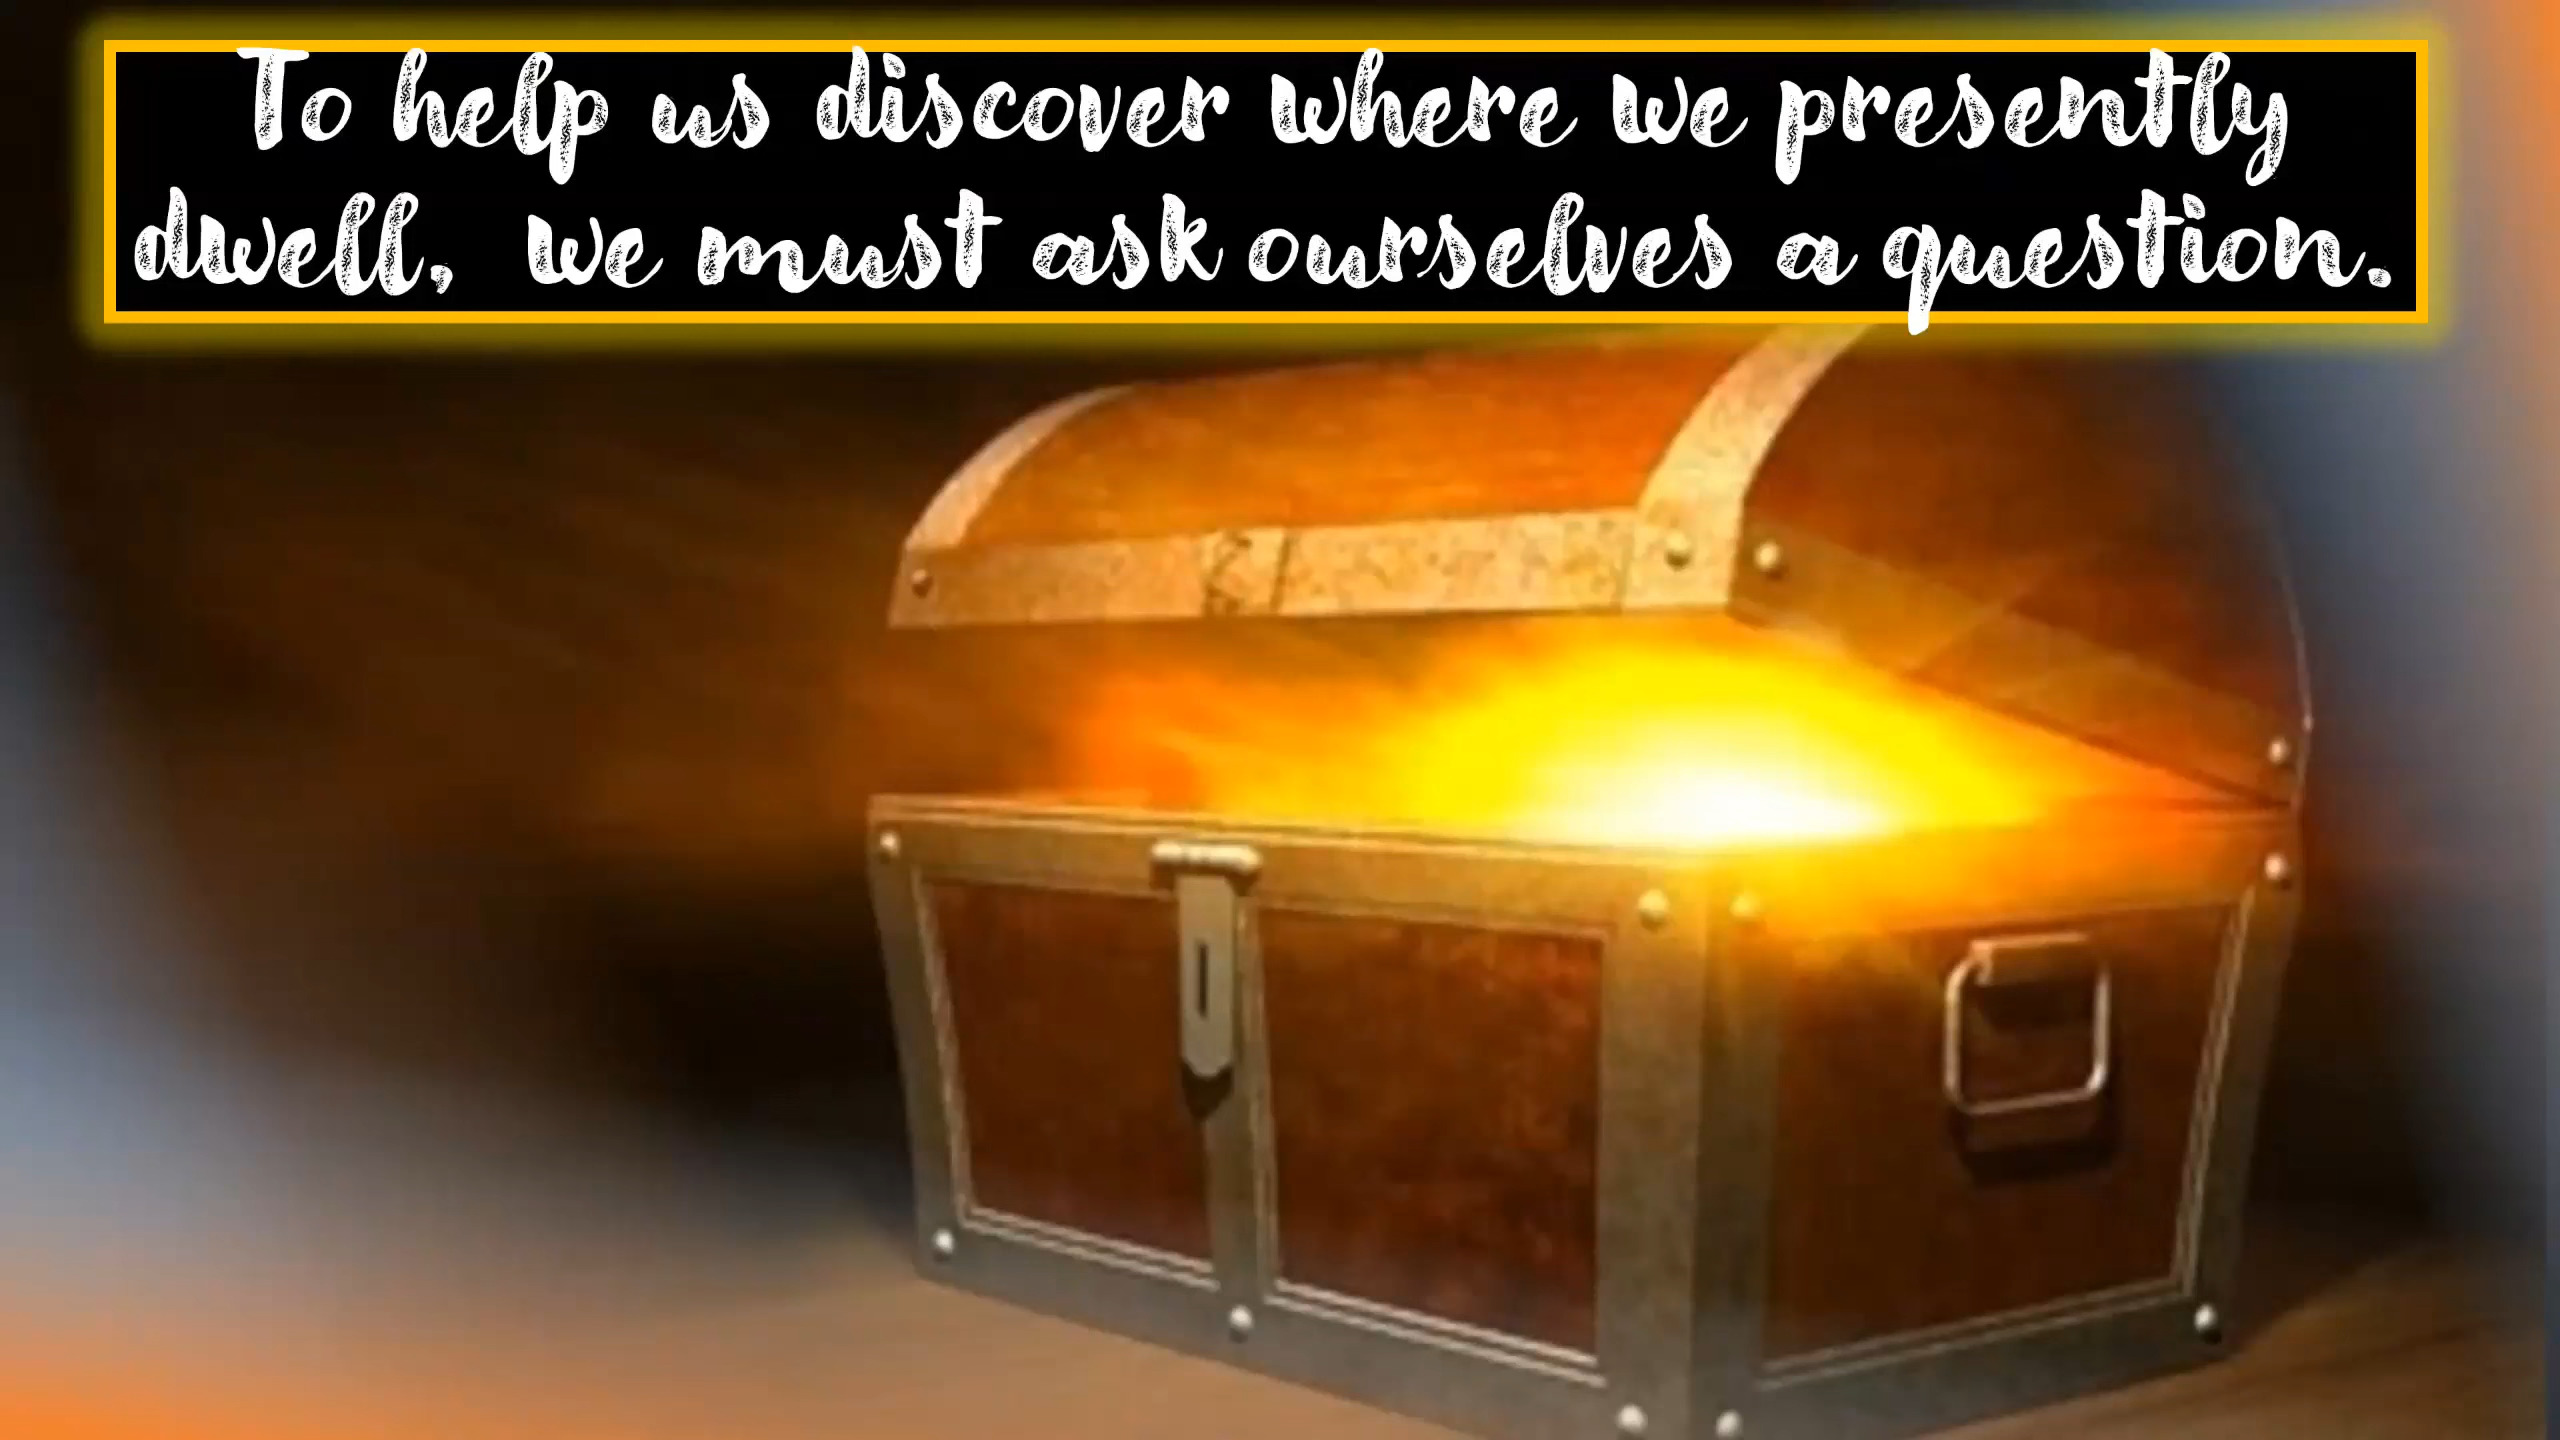 To help us discover where we presently
dwell, we must ask ourselves a question.